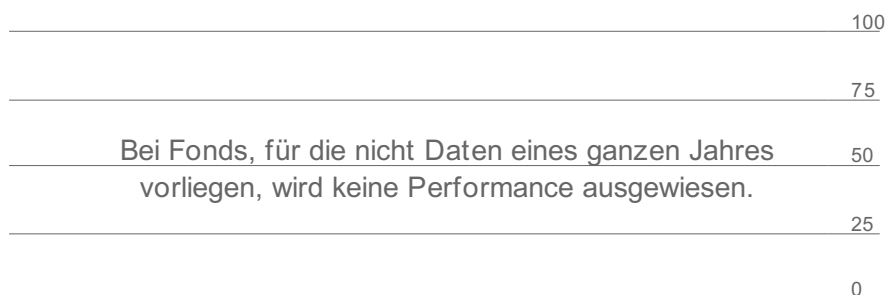 100
75
Bei Fonds, für die nicht Daten eines ganzen Jahres
50
vorliegen, wird keine Performance ausgewiesen.
25
0